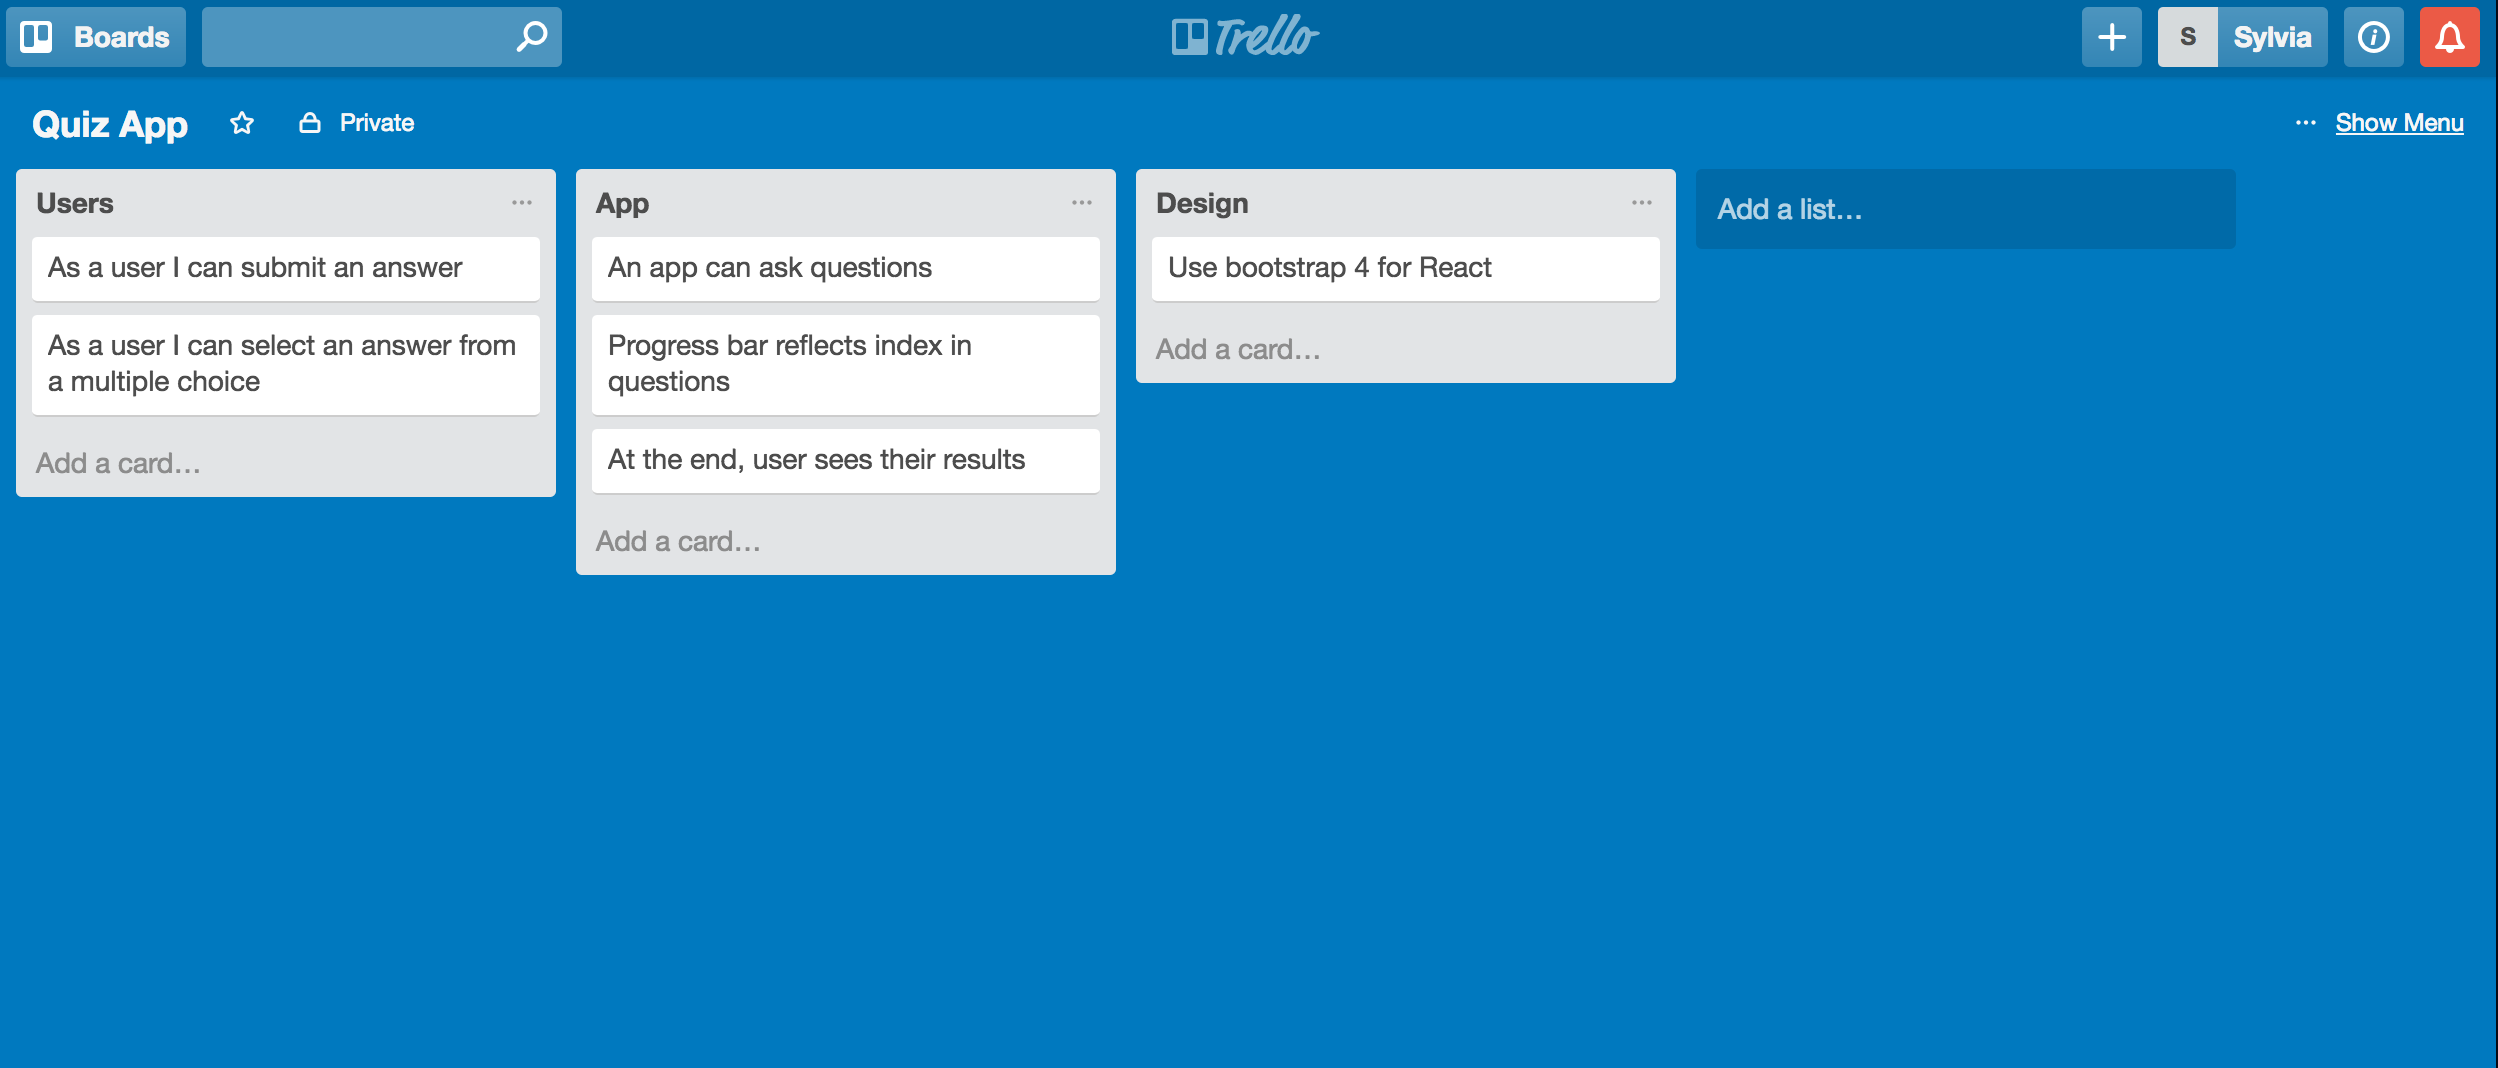 Boards
Trello
S
Sylvia
Quiz App
Private
... Show Menu
Users
As a user I can submit an answer
As a user I can select an answer from
a multiple choice
Add a card...
App
An app can ask questions
Progress bar reflects index in
questions
At the end, user sees their results
Add a card...
Design
Use bootstrap 4 for React
Add a card...
Add a list...